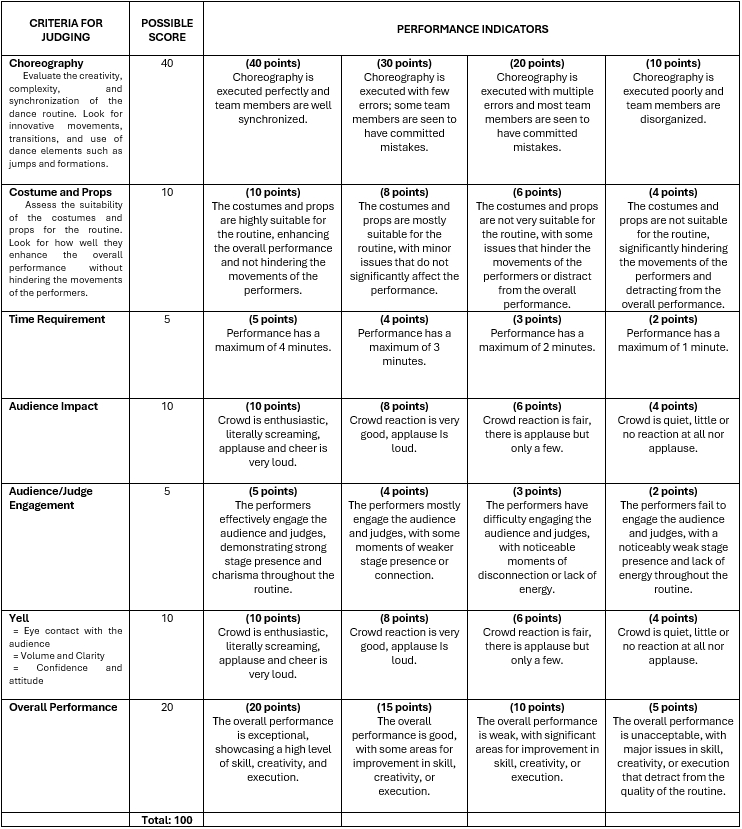 CRITERIA FOR
JUDGING
POSSIBLE
SCORE
PERFORMANCE INDICATORS
Choreography
Evaluate the creativity,
complexity, and
synchronization of the
dance routine. Look for
innovative movements,
transitions, and use of
dance elements such as
jumps and formations.
40
(40 points)
Choreography is
executed perfectly and
team members are well
synchronized.
(30 points)
Choreography is
executed with few
errors; some team
members are seen to
have committed
mistakes.
(20 points)
Choreography is
executed with multiple
errors and most team
members are seen to
have committed
mistakes.
(10 points)
Choreography is
executed poorly and
team members are
disorganized.
Costume and Props
Assess the suitability
of the costumes and
props for the routine.
Look for how well they
enhance the overall
performance without
hindering the movements
of the performers.
10
(10 points)
The costumes and props
are highly suitable for
the routine, enhancing
the overall performance
and not hindering the
movements of the
performers.
(8 points)
The costumes and
props are mostly
suitable for the
routine, with minor
issues that do not
significantly affect the
performance.
(6 points)
The costumes and props
are not very suitable for
the routine, with some
issues that hinder the
movements of the
performers or distract
from the overall
performance.
(4 points)
The costumes and
props are not suitable
for the routine,
significantly hindering
the movements of the
performers and
detracting from the
overall performance.
Time Requirement
5
(5 points)
Performance has a
maximum of 4 minutes.
(4 points)
Performance has a
maximum of 3
minutes.
(3 points)
Performance has a
maximum of 2 minutes.
(2 points)
Performance has a
maximum of 1 minute.
Audience Impact
10
(10 points)
Crowd is enthusiastic,
literally screaming,
applause and cheer is
very loud.
(8 points)
Crowd reaction is very
good, applause Is
loud.
(6 points)
Crowd reaction is fair,
there is applause but
only a few.
(4 points)
Crowd is quiet, little or
no reaction at all nor
applause.
Audience/Judge
Engagement
5
(5 points)
The performers
effectively engage the
audience and judges,
demonstrating strong
stage presence and
charisma throughout the
routine.
(4 points)
The performers mostly
engage the audience
and judges, with some
moments of weaker
stage presence or
connection.
(3 points)
The performers have
difficulty engaging the
audience and judges,
with noticeable
moments of
disconnection or lack of
energy.
(2 points)
The performers fail to
engage the audience
and judges, with a
noticeably weak stage
presence and lack of
energy throughout the
routine.
Yell
= Eye contact with the
audience
= Volume and Clarity
= Confidence and
attitude
10
(10 points)
Crowd is enthusiastic,
literally screaming,
applause and cheer is
very loud.
(8 points)
Crowd reaction is very
good, applause Is
loud.
(6 points)
Crowd reaction is fair,
there is applause but
only a few.
(4 points)
Crowd is quiet, little or
no reaction at all nor
applause.
Overall Performance
20
(20 points)
The overall performance
is exceptional,
showcasing a high level
of skill, creativity, and
execution.
(15 points)
The overall
performance is good,
with some areas for
improvement in skill,
creativity, or
execution.
(10 points)
The overall performance
is weak, with significant
areas for improvement in
skill, creativity, or
execution.
(5 points)
The overall performance
is unacceptable, with
major issues in skill,
creativity, or execution
that detract from the
quality of the routine.
Total: 100